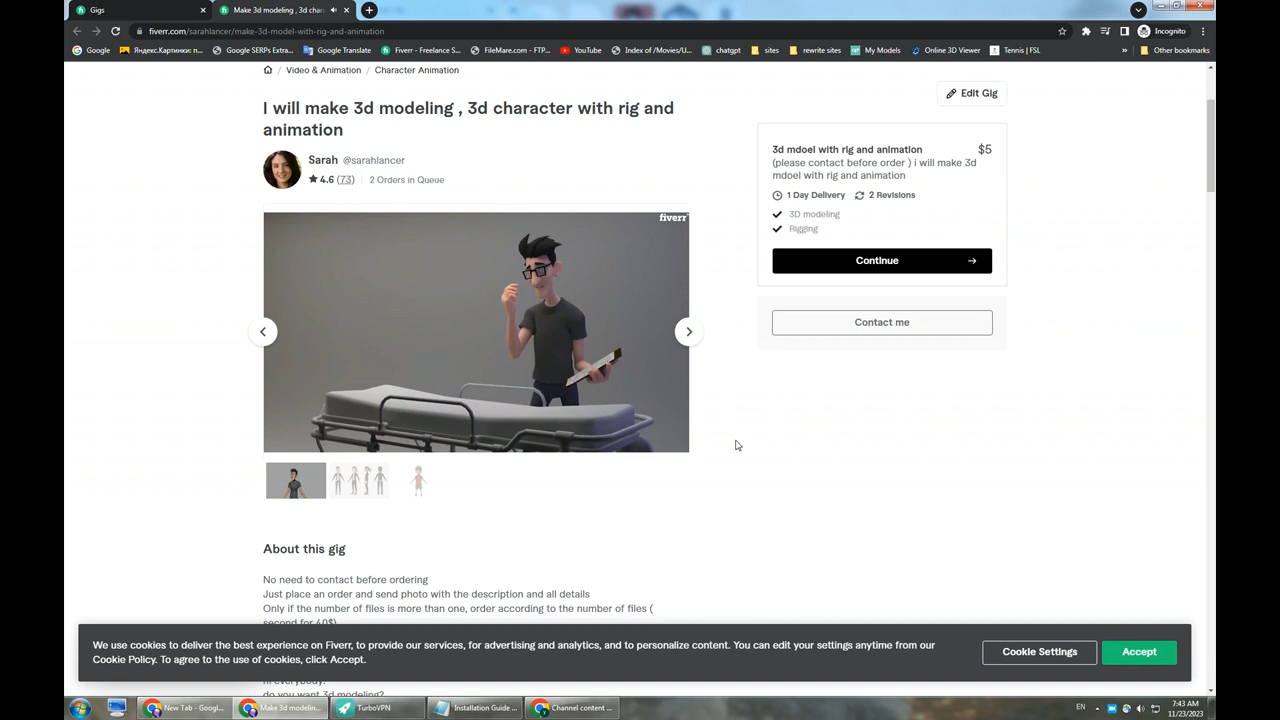 Gigs
Make 3d modeling , 3d char
fiverr.com/sarahlancer/make-3d-model-with-rig-and-animation
Incognito
Google
Яндекс.Картинки: п...
Google SERPs Extra...
Google Translate
Fiverr - Freelance S...
FileMare.com - FTP...
YouTube
Index of /Movies/U...
chatgpt
sites
rewrite sites
My Models
Online 3D Viewer
Tennis | FSL
»
Other bookmarks
/ Video & Animation / Character Animation
Edit Gig
I will make 3d modeling , 3d character with rig and
animation
Sarah @sarahlancer
4.6 (73) | 2 Orders in Queue
fiverr
3d mdoel with rig and animation $5
(please contact before order ) i will make 3d
mdoel with rig and animation
1 Day Delivery 2 Revisions
3D modeling
Rigging
Continue
Contact me
About this gig
No need to contact before ordering
Just place an order and send photo with the description and all details
Only if the number of files is more than one, order according to the number of files (
second for 40$)
We use cookies to deliver the best experience on Fiverr, to provide our services, for advertising and analytics, and to personalize content. You can edit your settings anytime from our
Cookie Policy. To agree to the use of cookies, click Accept.
Cookie Settings
Accept
do you want 3d modeling?
New Tab - Googl...
Make 3d modelin...
TurboVPN
Installation Guide ...
Channel content ...
EN
7:43 AM
11/23/2023